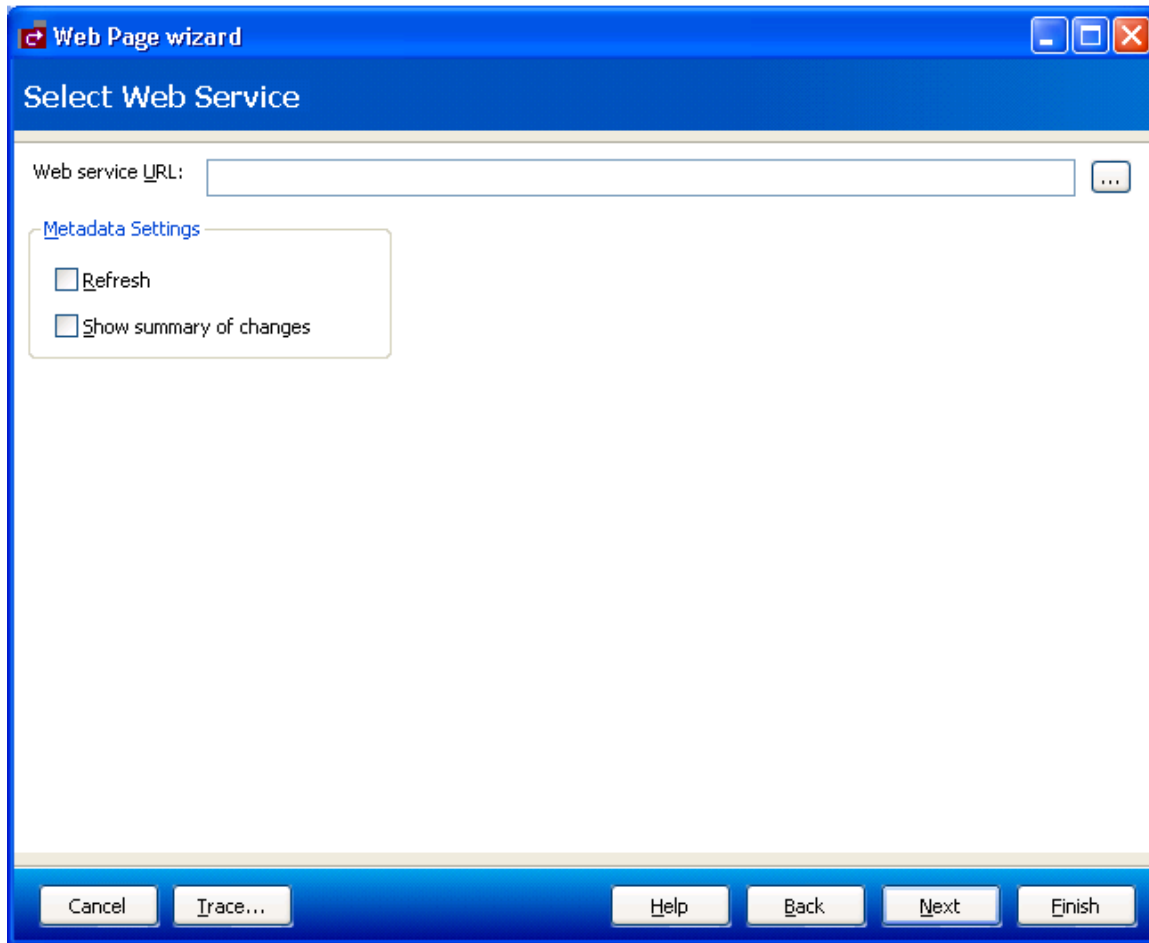 Web Page wizard
Select Web Service
Web service URL:
...
Metadada Settings
Refresh
Show summary of changes
Cancel Trace... Help Back Next Finish